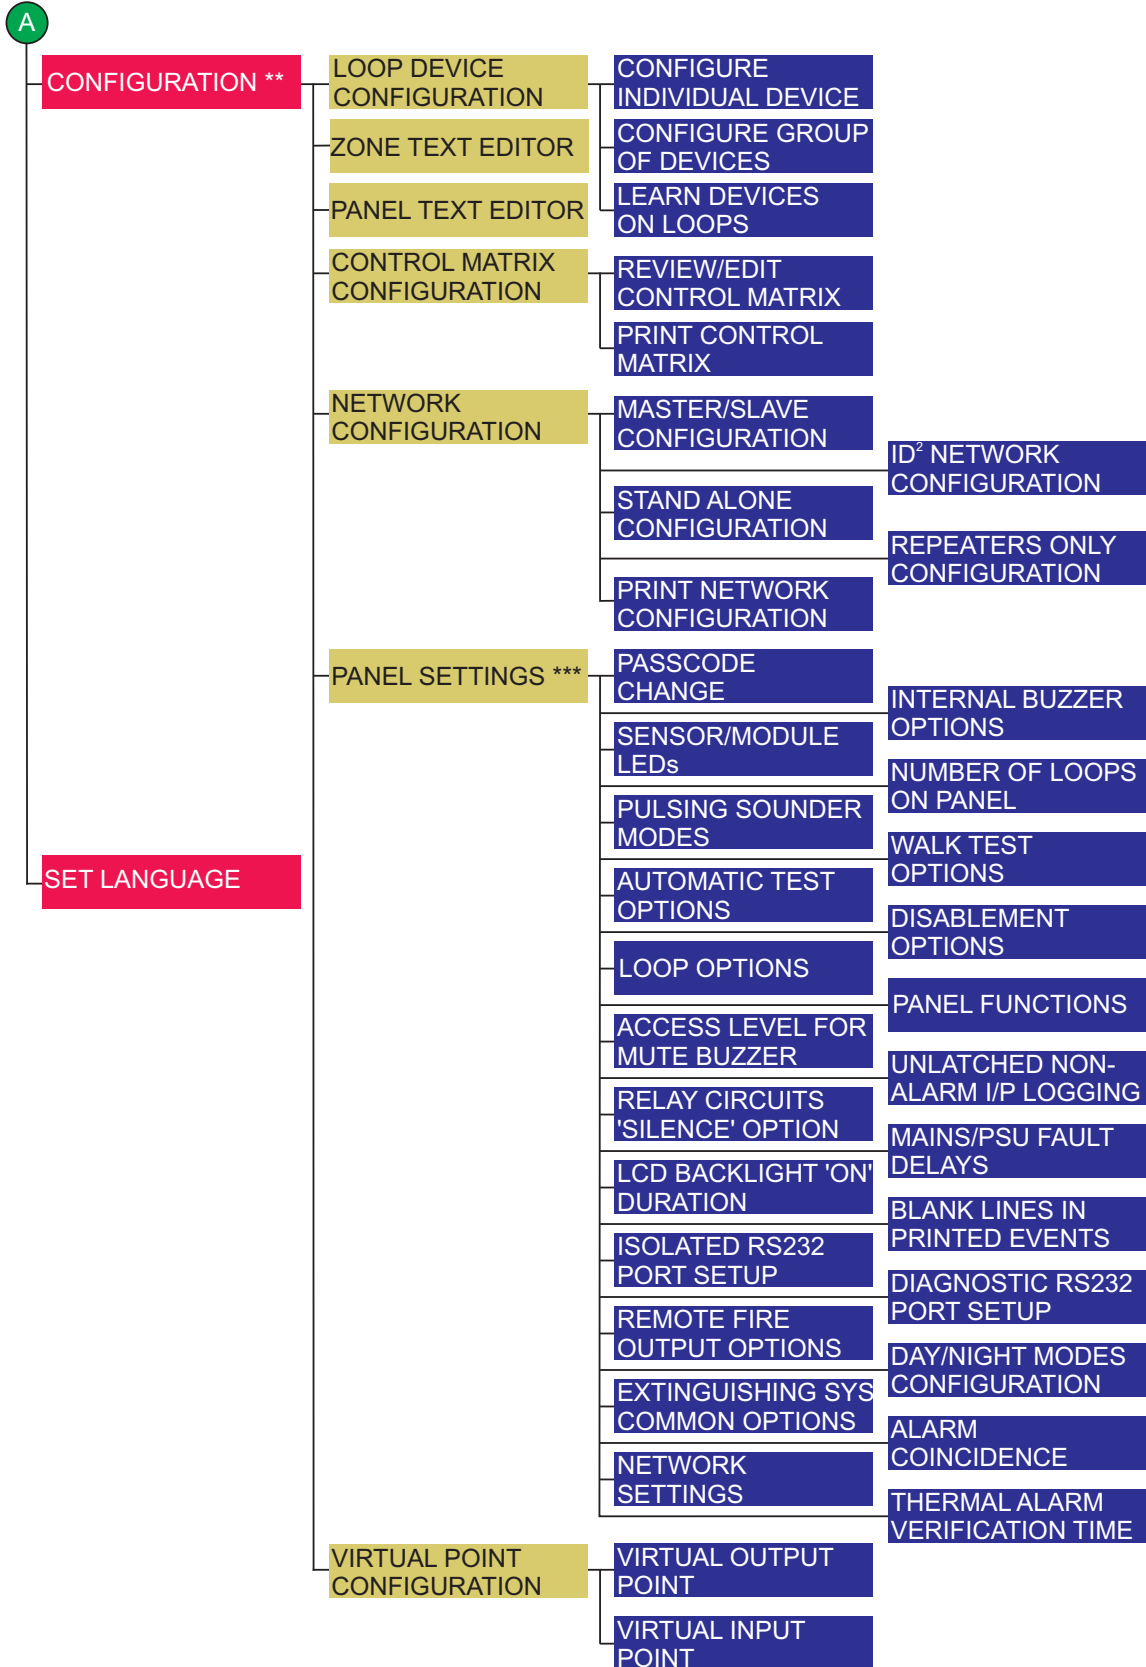 A
CONFIGURATION **
LOOP DEVICE
CONFIGURATION
CONFIGURE
INDIVIDUAL DEVICE
CONFIGURE GROUP
OF DEVICES
LEARN DEVICES
ON LOOPS
ZONE TEXT EDITOR
PANEL TEXT EDITOR
CONTROL MATRIX
CONFIGURATION
REVIEW/EDIT
CONTROL MATRIX
PRINT CONTROL
MATRIX
NETWORK
CONFIGURATION
MASTER/SLAVE
CONFIGURATION
ID² NETWORK
CONFIGURATION
STAND ALONE
CONFIGURATION
REPEATERS ONLY
CONFIGURATION
PRINT NETWORK
CONFIGURATION
PANEL SETTINGS ***
PASSCODE
CHANGE
INTERNAL BUZZER
OPTIONS
SENSOR/MODULE
LEDs
NUMBER OF LOOPS
ON PANEL
PULSING SOUNDER
MODES
WALK TEST
OPTIONS
AUTOMATIC TEST
OPTIONS
DISABLEMENT
OPTIONS
LOOP OPTIONS
PANEL FUNCTIONS
ACCESS LEVEL FOR
MUTE BUZZER
UNLATCHED NON-
ALARM I/P LOGGING
RELAY CIRCUITS
'SILENCE' OPTION
MAINS/PSU FAULT
DELAYS
LCD BACKLIGHT 'ON'
DURATION
BLANK LINES IN
PRINTED EVENTS
ISOLATED RS232
PORT SETUP
DIAGNOSTIC RS232
PORT SETUP
REMOTE FIRE
OUTPUT OPTIONS
DAY/NIGHT MODES
CONFIGURATION
EXTINGUISHING SYS
COMMON OPTIONS
ALARM
COINCIDENCE
NETWORK
SETTINGS
THERMAL ALARM
VERIFICATION TIME
VIRTUAL POINT
CONFIGURATION
VIRTUAL OUTPUT
POINT
VIRTUAL INPUT
POINT
SET LANGUAGE